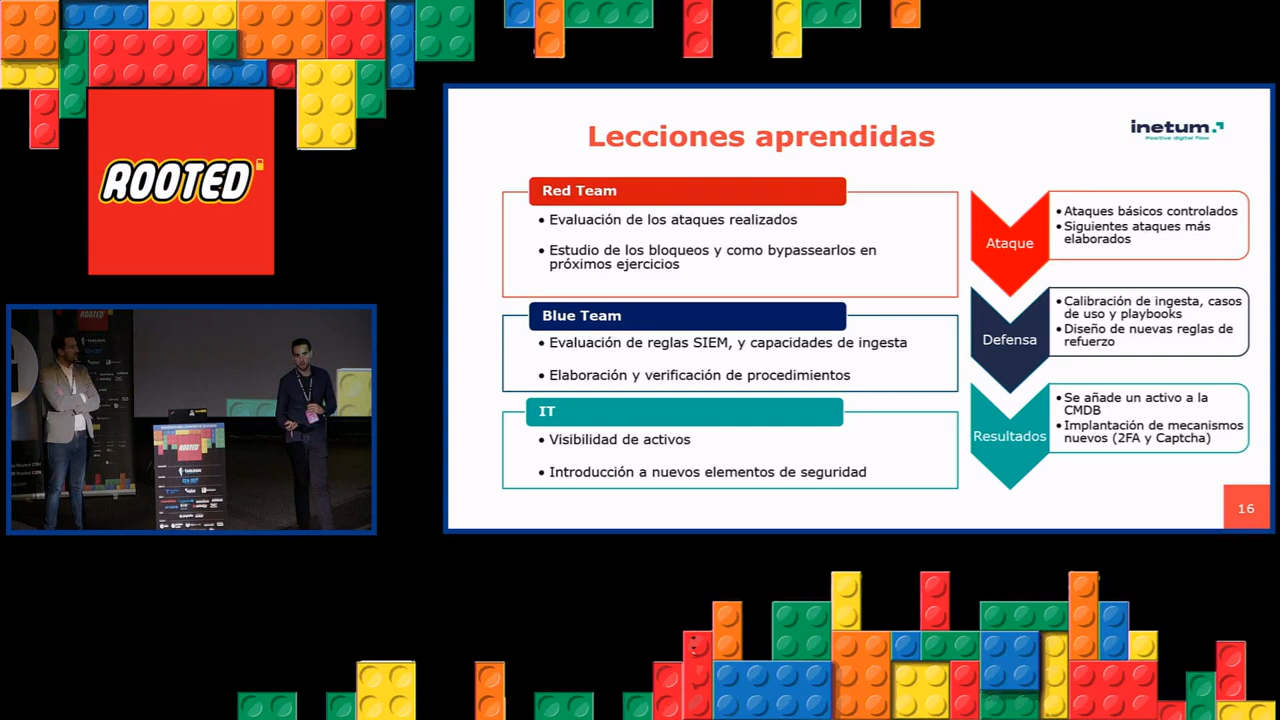 ROOTED
Lecciones aprendidas
inetum.
Positive digital flow
Red Team
• Evaluación de los ataques realizados
• Estudio de los bloqueos y como bypassearlos en
próximos ejercicios
Blue Team
• Evaluación de reglas SIEM, y capacidades de ingesta
• Elaboración y verificación de procedimientos
IT
• Visibilidad de activos
• Introducción a nuevos elementos de seguridad
Ataque
• Ataques básicos controlados
• Siguientes ataques más
elaborados
Defensa
• Calibración de ingesta, casos
de uso y playbooks
• Diseño de nuevas reglas de
refuerzo
Resultados
• Se añade un activo a la
CMDB
• Implantación de mecanismos
nuevos (2FA y Captcha)
16
ROOTED
ROOTED